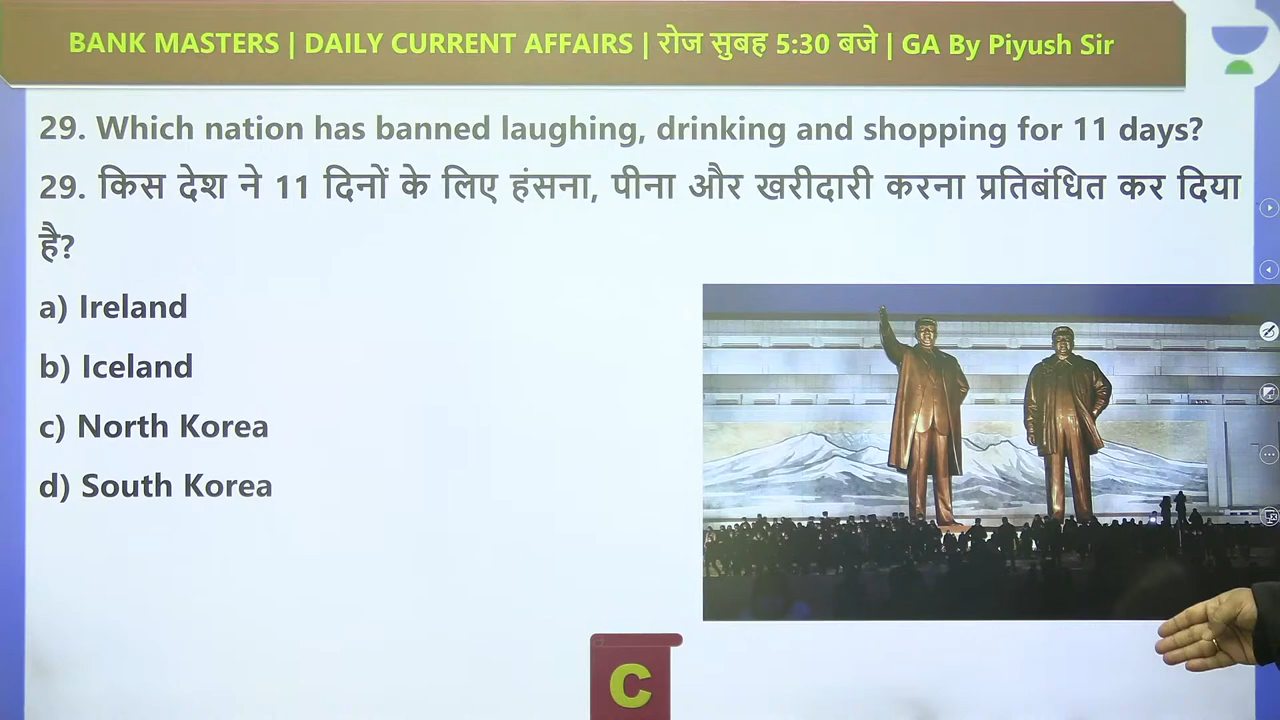 BANK MASTERS | DAILY CURRENT AFFAIRS | रोज सुबह 5:30 बजे | GA By Piyush Sir
29. Which nation has banned laughing, drinking and shopping for 11 days?
29. किस देश ने 11 दिनों के लिए हंसना, पीना और खरीदारी करना प्रतिबंधित कर दिया
है?
a) Ireland
b) Iceland
c) North Korea
d) South Korea
C